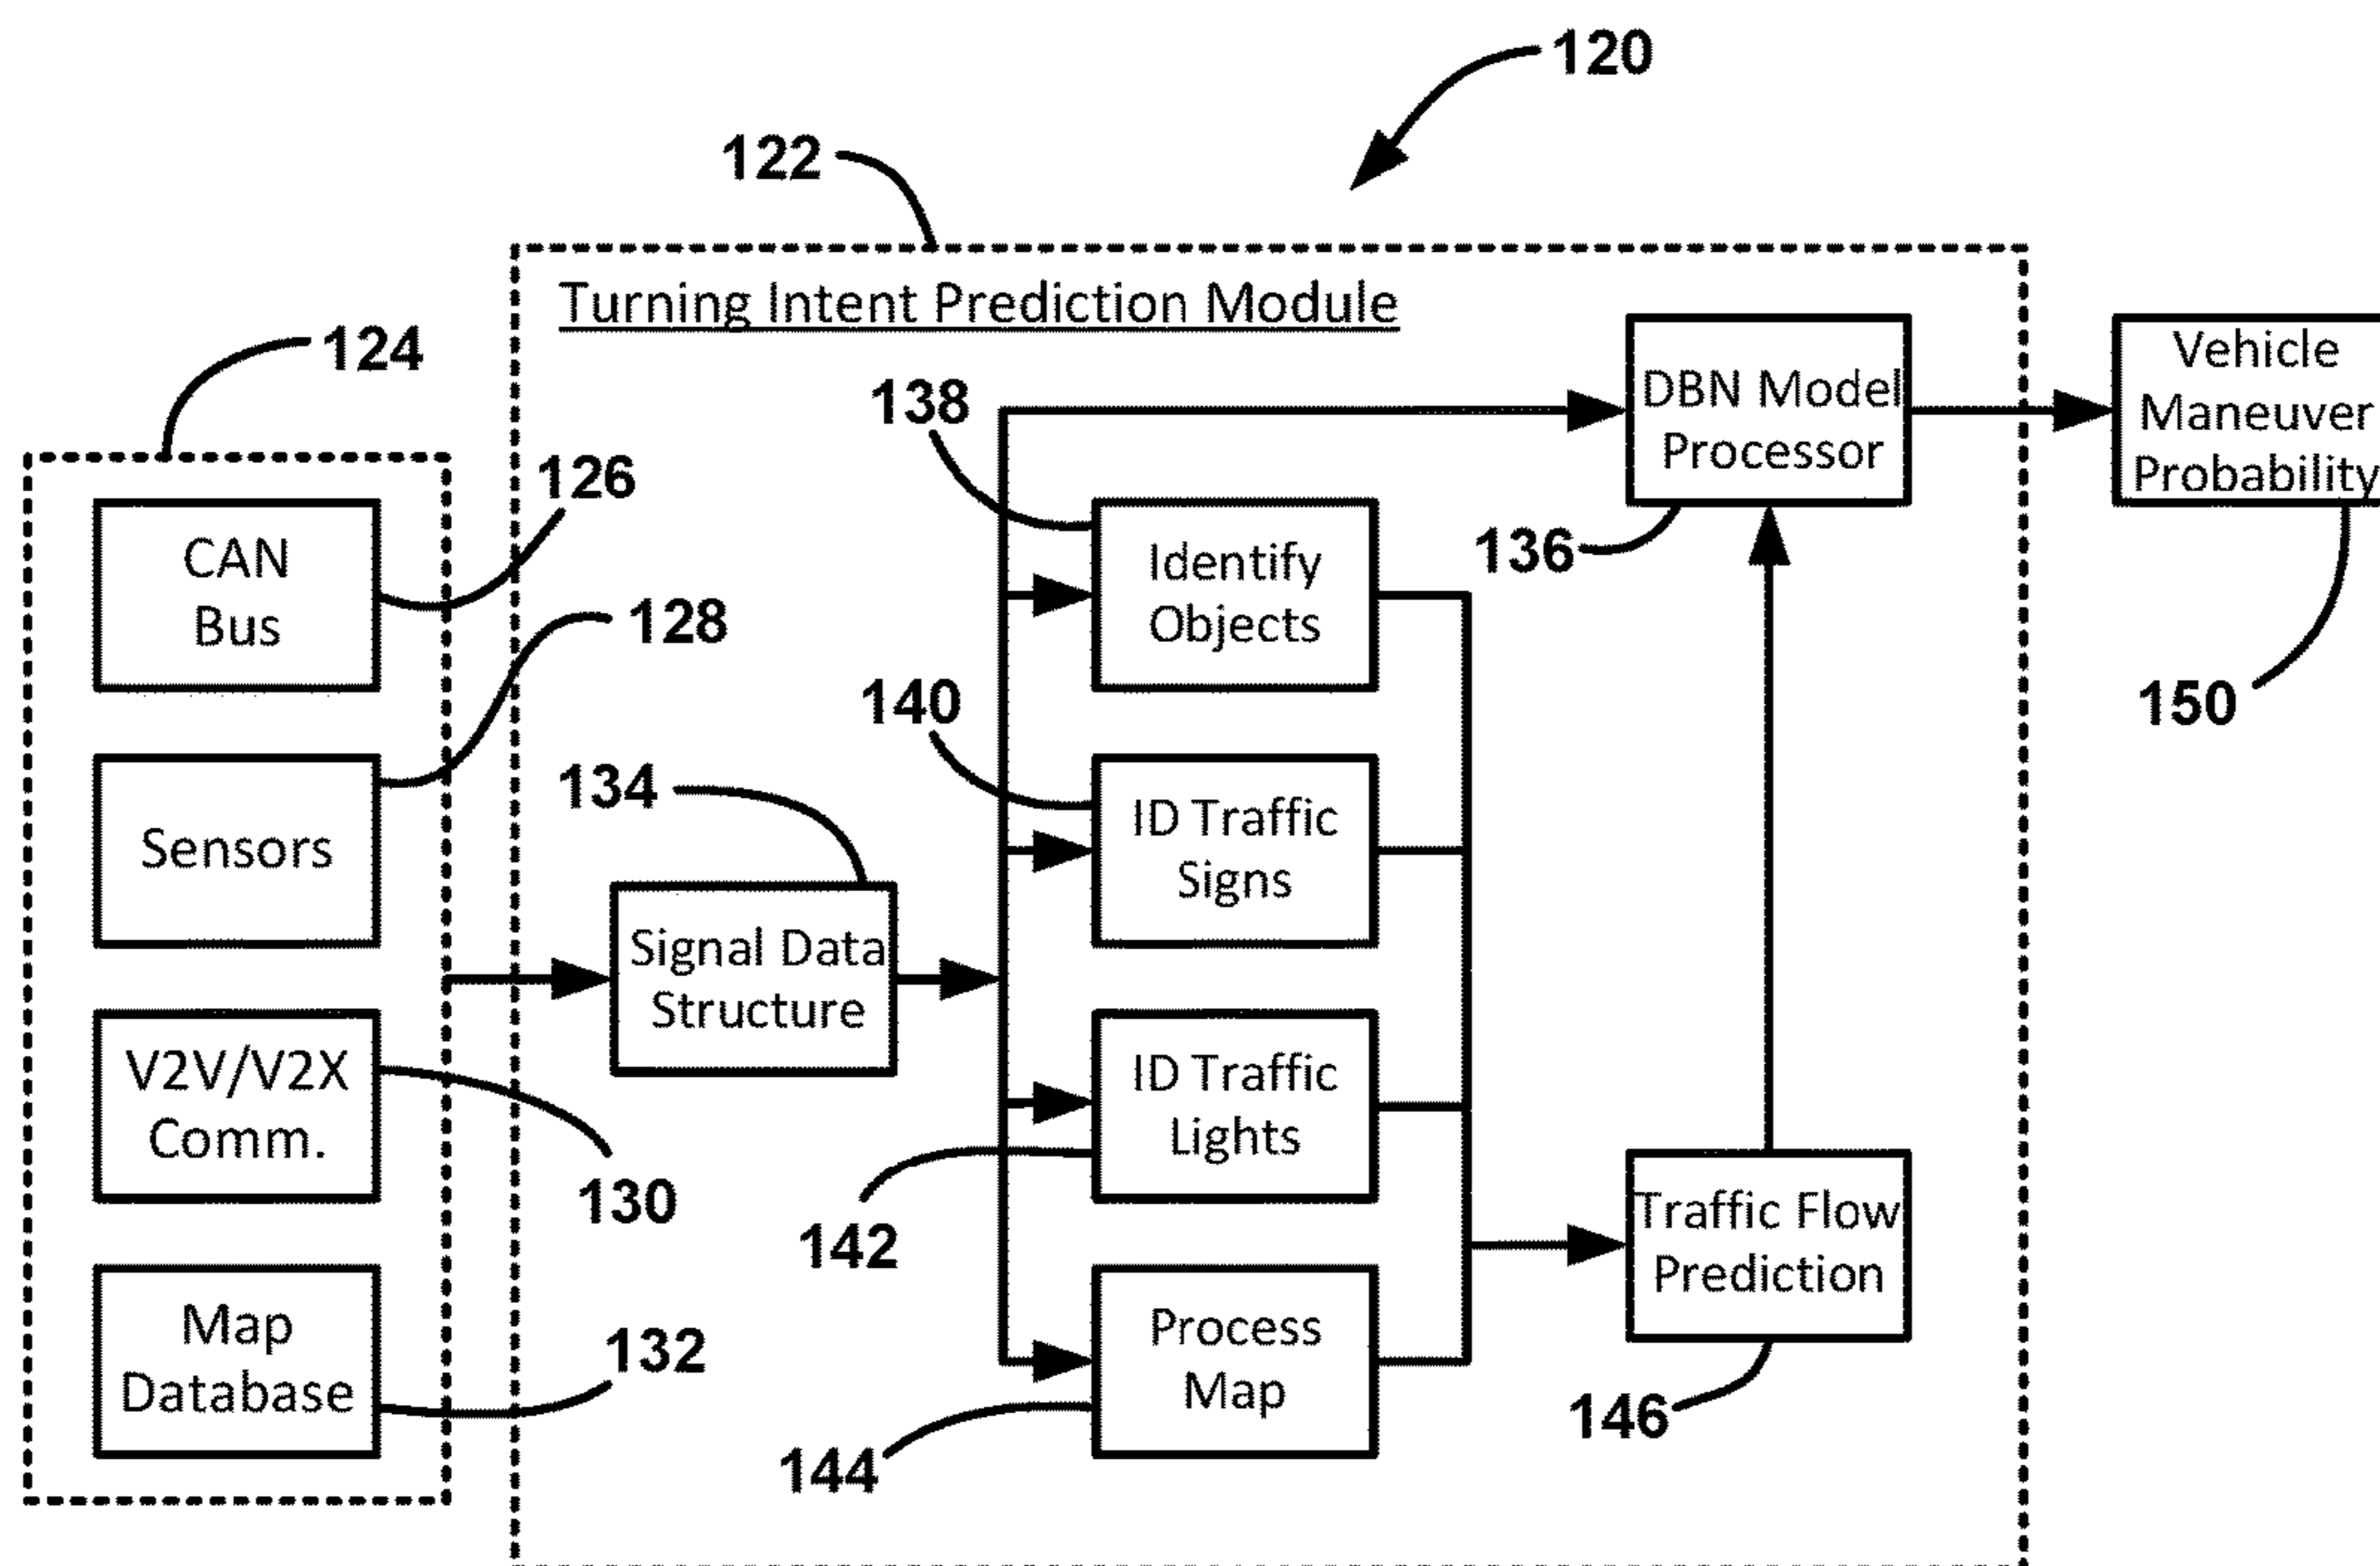 120
122
Turning Intent Prediction Module
124
126
128
130
132
CAN
Bus
Sensors
V2V/V2X
Comm.
Map
Database
134
Signal Data
Structure
138
Identify
Objects
140
ID Traffic
Signs
ID Traffic
Lights
142
Process
Map
144
DBN Model
Processor
136
Traffic Flow
Prediction
146
Vehicle
Maneuver
Probability
150